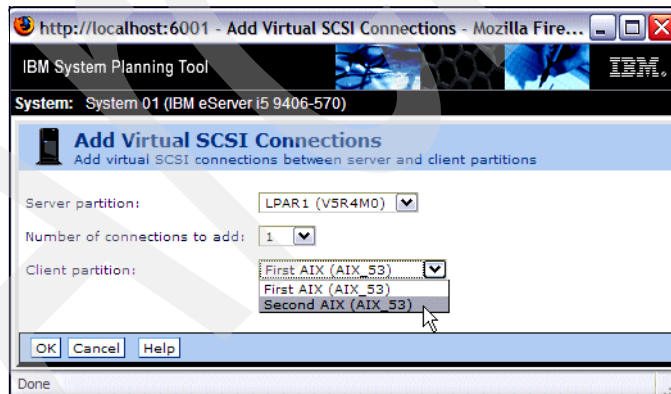 http://localhost:6001 - Add Virtual SCSI Connections - Mozilla Fire...
IBM System Planning Tool
IBM.
System: System 01 (IBM eServer i5 9406-570)
Add Virtual SCSI Connections
Add virtual SCSI connections between server and client partitions
Server partition: LPAR1 (V5R4M0)
Number of connections to add: 1
Client partition: First AIX (AIX_53)
First AIX (AIX_53)
Second AIX (AIX_53)
OK Cancel Help
Done